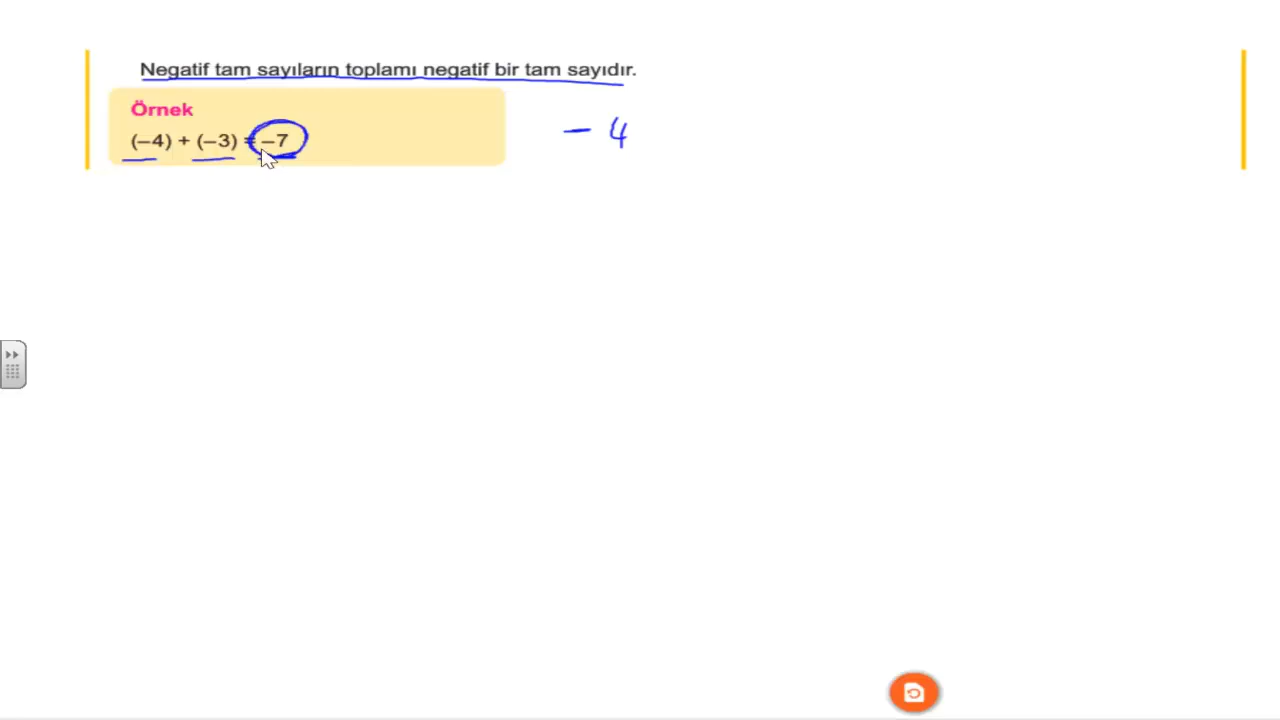 Negatif tam sayıların toplamı negatif bir tam sayıdır.
Örnek
(−4) + (−3) = −7
− 4